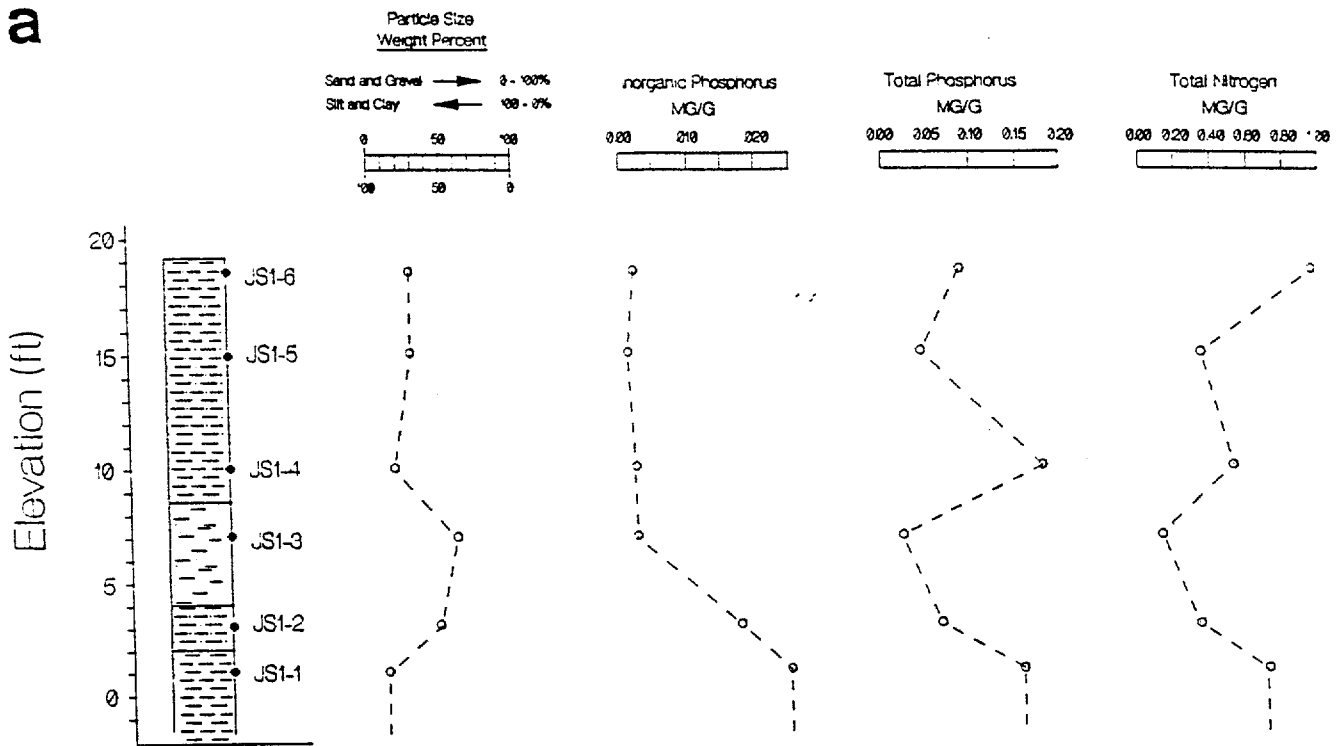 a
Particle Size
Weight Percent
Sand and Gravel 0 - 100%
Silt and Clay 100 - 0%
0 50 100
100 50 0
Inorganic Phosphorus
MG/G
0.00 0.10 0.20
Total Phosphorus
MG/G
0.00 0.05 0.10 0.15 0.20
Total Nitrogen
MG/G
0.00 0.20 0.40 0.60 0.80 1.00
Elevation (ft)
20
15
10
5
0
JS1-6
JS1-5
JS1-4
JS1-3
JS1-2
JS1-1